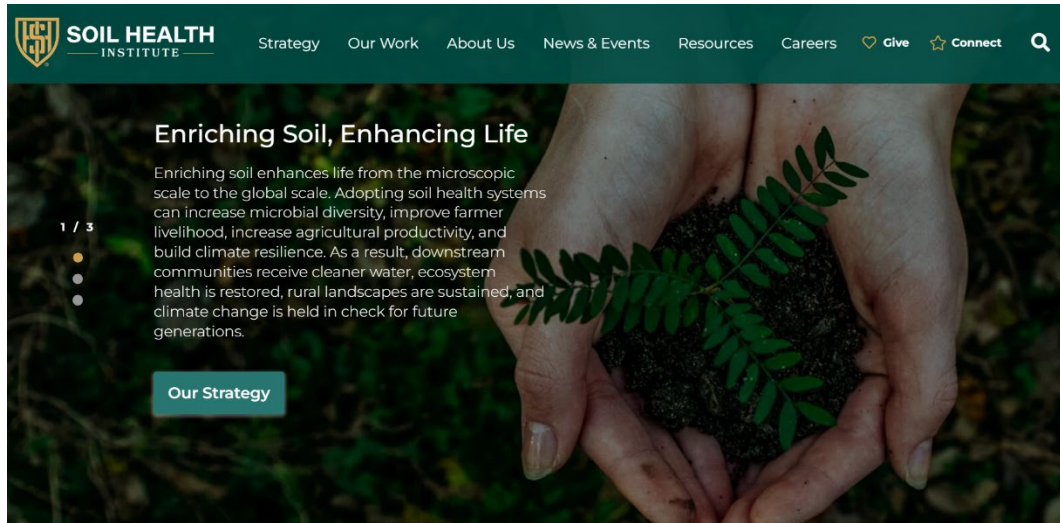 SOIL HEALTH
INSTITUTE
Strategy
Our Work
About Us
News & Events
Resources
Careers
Give
Connect
Enriching Soil, Enhancing Life
Enriching soil enhances life from the microscopic
scale to the global scale. Adopting soil health systems
can increase microbial diversity, improve farmer
livelihood, increase agricultural productivity, and
build climate resilience. As a result, downstream
communities receive cleaner water, ecosystem
health is restored, rural landscapes are sustained, and
climate change is held in check for future
generations.
1 / 3
Our Strategy